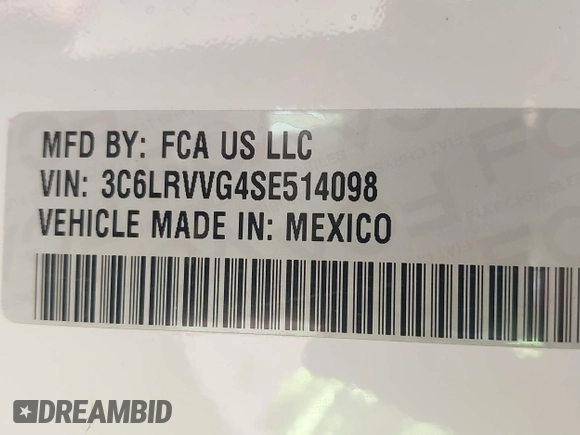 MFD BY: FCA US LLC
VIN: 3C6LRVVG4SE514098
VEHICLE MADE IN: MEXICO
DREAMBID